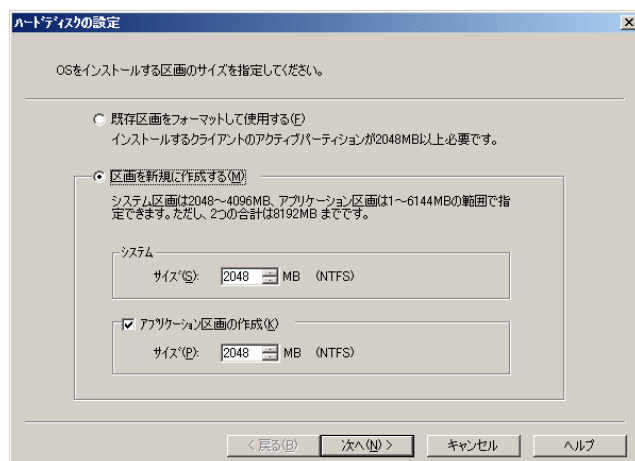 ハードディスクの設定
OSをインストールする区画のサイズを指定してください。
既存区画をフォーマットして使用する(F)
インストールするクライアントのアクティブパーティションが2048MB以上必要です。
区画を新規に作成する(M)
システム区画は2048～4096MB、アプリケーション区画は1～6144MBの範囲で指
定できます。ただし、2つの合計は8192MB までです。
システム
サイズ(S): 2048 MB (NTFS)
アプリケーション区画の作成(K)
サイズ(P): 2048 MB (NTFS)
< 戻る(B) 次へ(N) > キャンセル ヘルプ